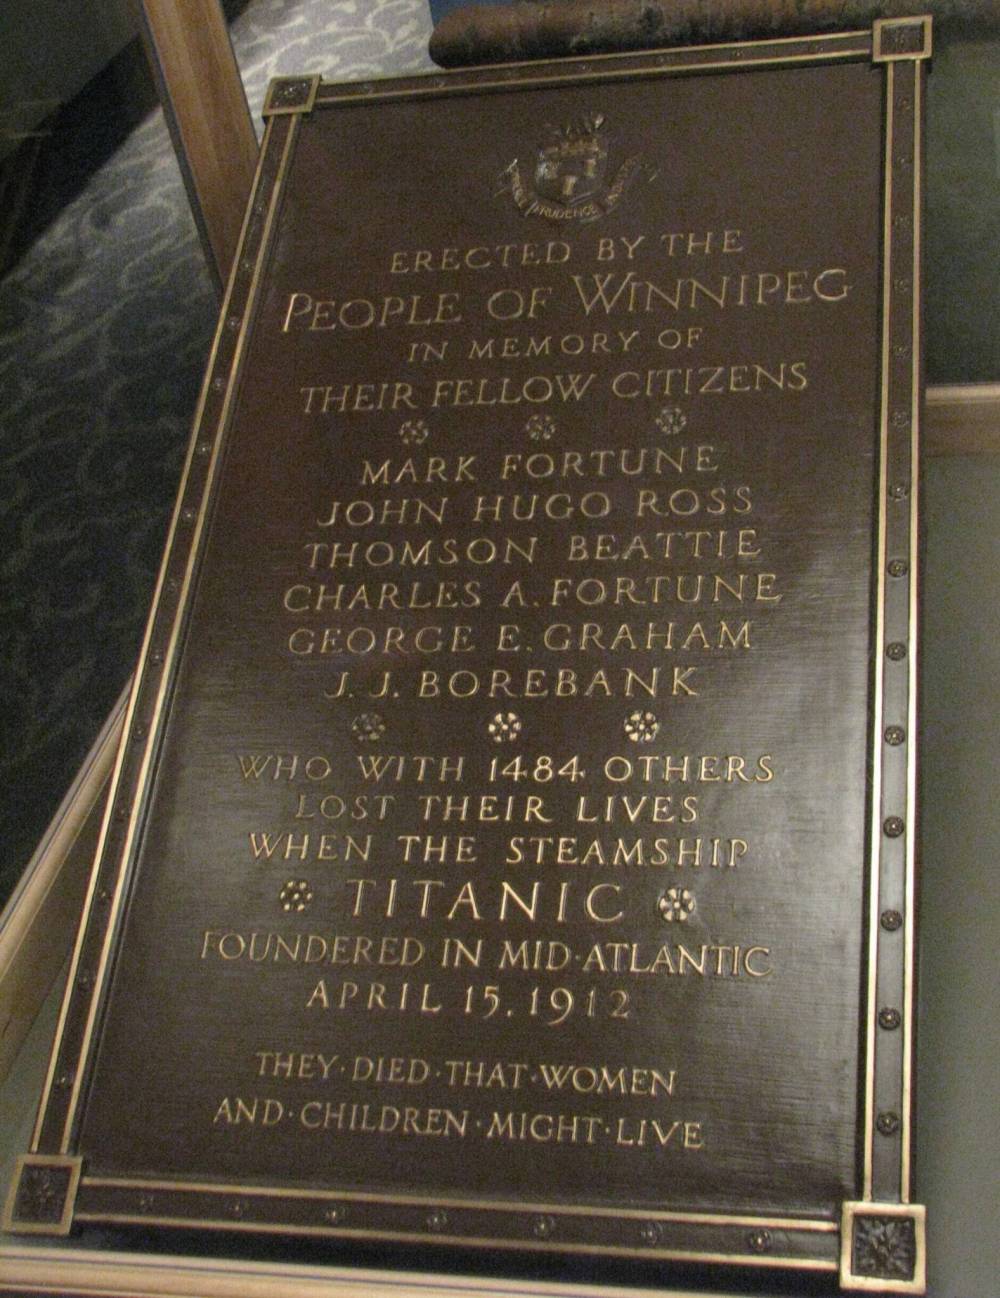 PRUDENCE
ERECTED BY THE
PEOPLE OF WINNIPEG
IN MEMORY OF
THEIR FELLOW CITIZENS
MARK FORTUNE
JOHN HUGO ROSS
THOMSON BEATTIE
CHARLES A. FORTUNE
GEORGE E. GRAHAM
J. J. BOREBANK
WHO WITH 1484 OTHERS
LOST THEIR LIVES
WHEN THE STEAMSHIP
TITANIC
FOUNDERED IN MID·ATLANTIC
APRIL 15. 1912
THEY·DIED·THAT·WOMEN
AND·CHILDREN·MIGHT·LIVE